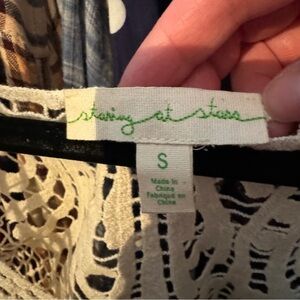 staring at stars
S
Made in
China
Fabriqué en
Chine